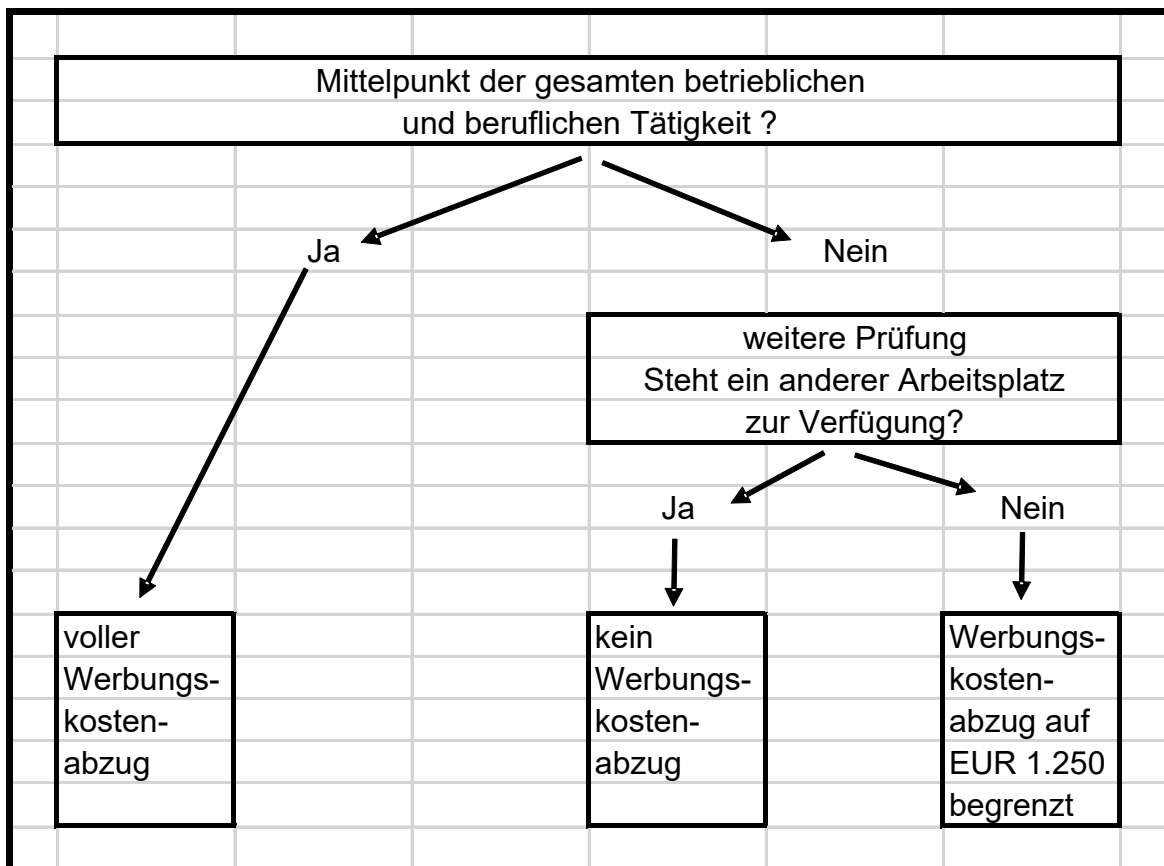 Mittelpunkt der gesamten betrieblichen
und beruflichen Tätigkeit ?
Ja
Nein
weitere Prüfung
Steht ein anderer Arbeitsplatz
zur Verfügung?
Ja
Nein
voller
Werbungs-
kosten-
abzug
kein
Werbungs-
kosten-
abzug
Werbungs-
kosten-
abzug auf
EUR 1.250
begrenzt